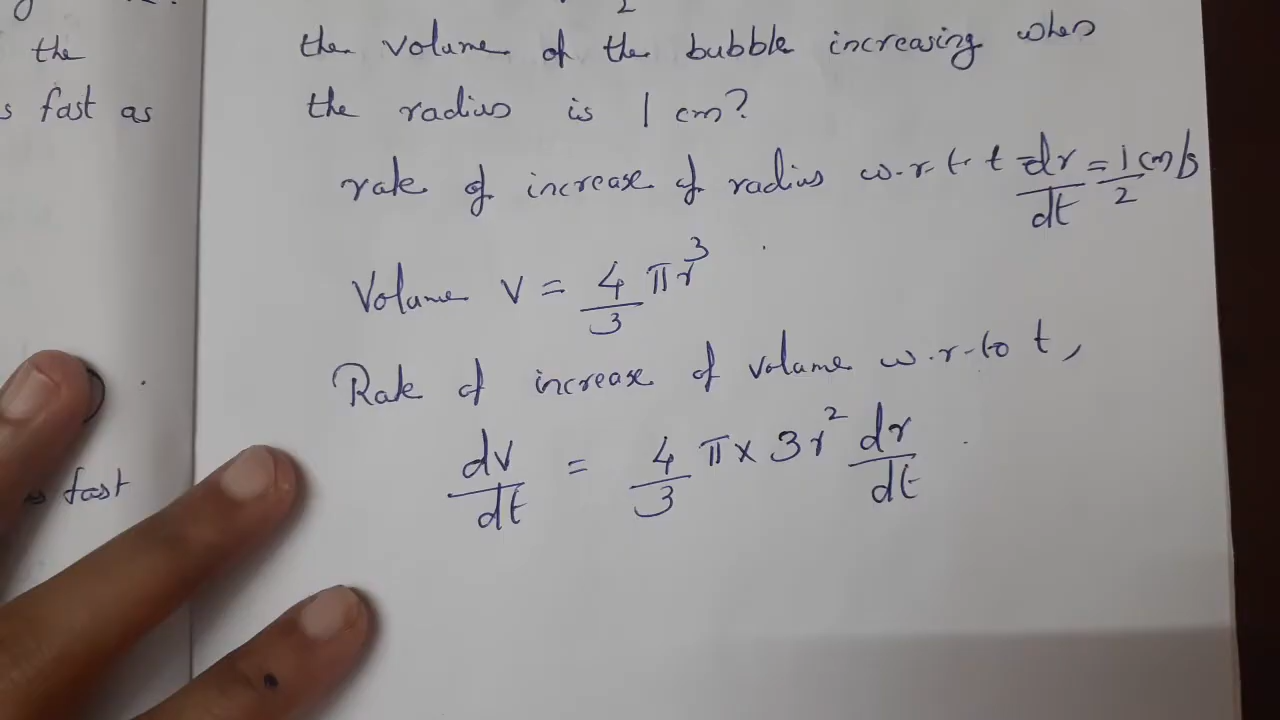 the
s fast as
fast
2
the volume of the bubble increasing when
the radius is 1 cm?
rate of increase of radius w.r.t. t dr/dt = 1/2 cm/s
Volume V = 4/3 πr³
Rate of increase of volume w.r.to t,
dv/dt = 4/3 π x 3r² dr/dt